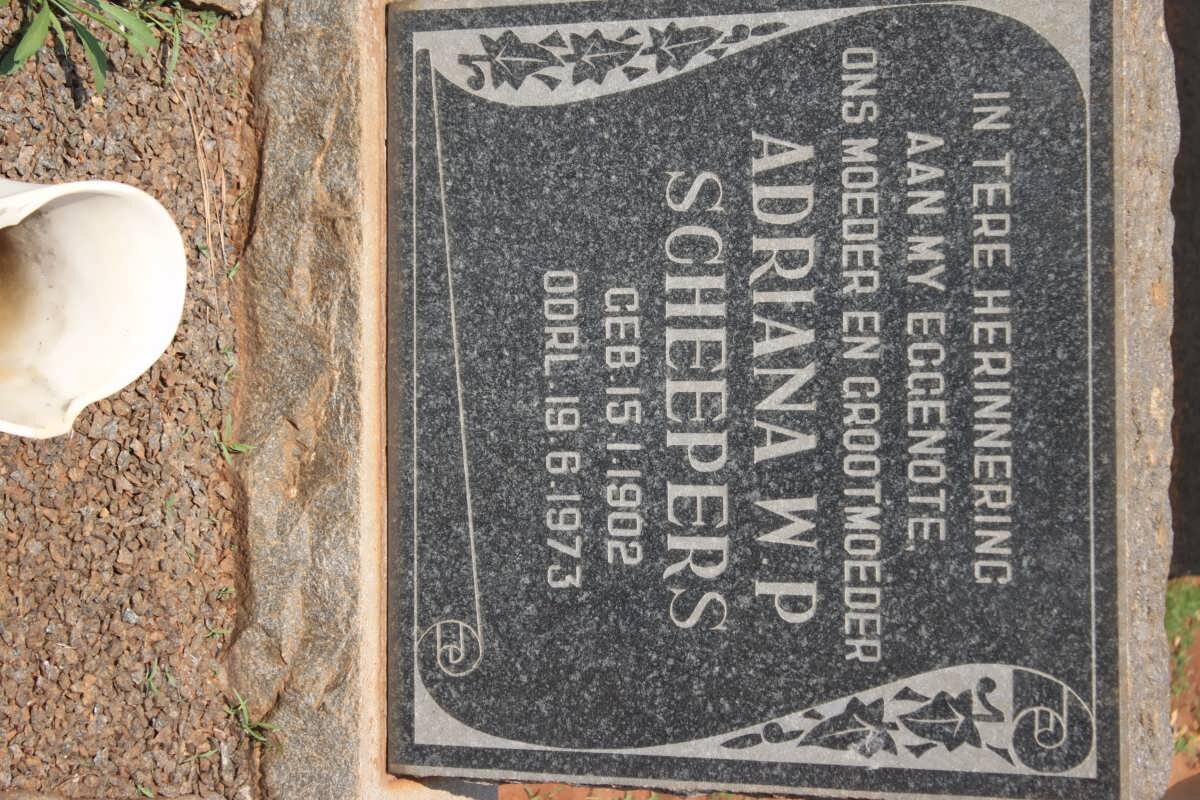 IN TERE HERINNERING
AAN MY EGGENOTE,
ONS MOEDER EN GROOTMOEDER
ADRIANA W.P
SCHEEPERS
GEB.15.1.1902
OORL.19.6.1973